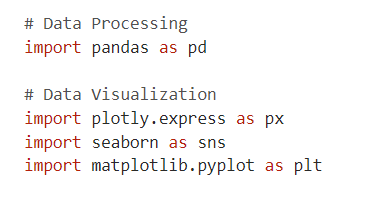 # Data Processing
import pandas as pd
# Data Visualization
import plotly.express as px
import seaborn as sns
import matplotlib.pyplot as plt